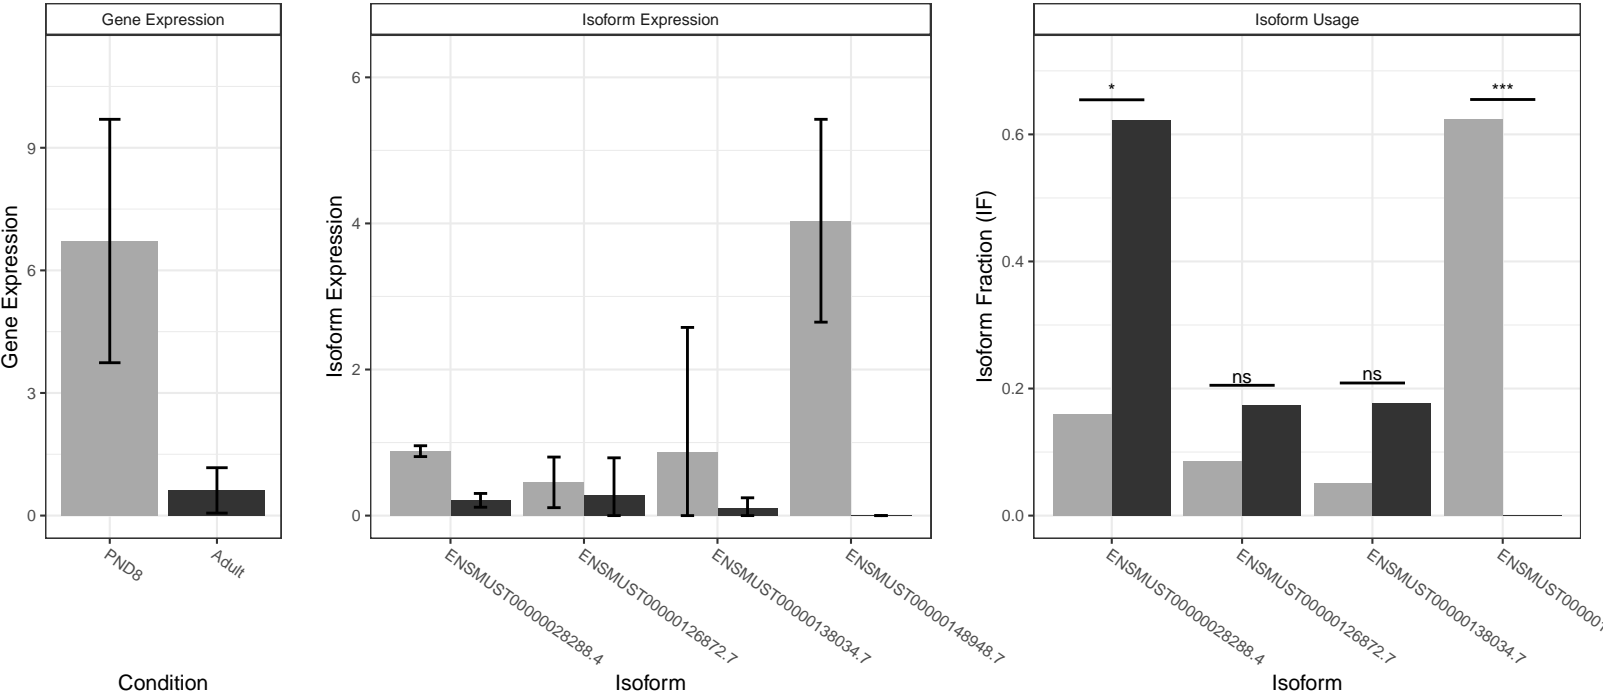 Gene Expression
Isoform Expression
Isoform Usage
Gene Expression
9
6
3
0
PND8
Adult
Condition
Isoform Expression
6
4
2
0
ENSMUST00000028288.4
ENSMUST00000126872.7
ENSMUST00000138034.7
ENSMUST00000148948.7
Isoform
Isoform Fraction (IF)
0.6
0.4
0.2
0.0
*
ns
ns
***
ENSMUST00000028288.4
ENSMUST00000126872.7
ENSMUST00000138034.7
Isoform